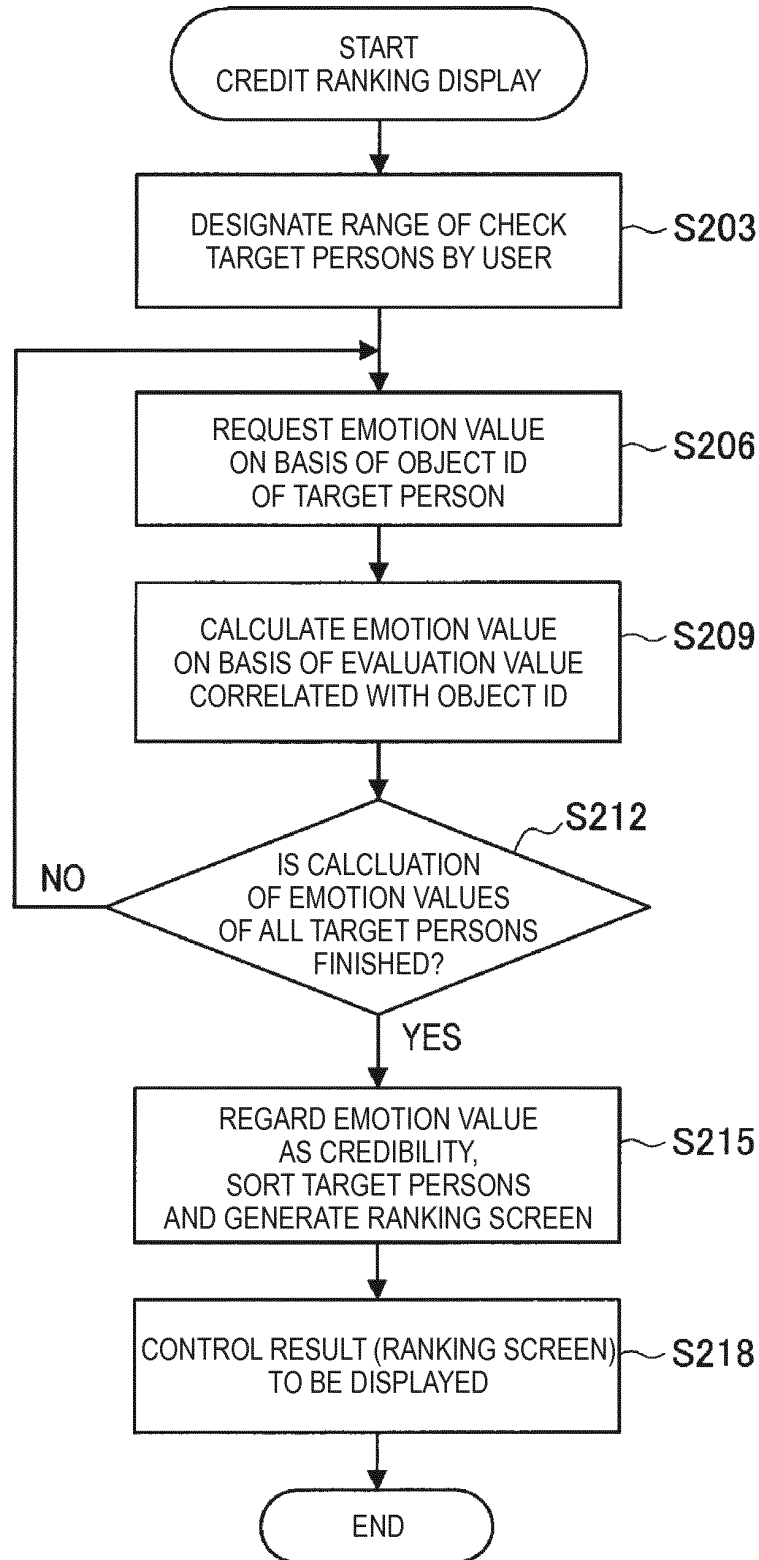 START
CREDIT RANKING DISPLAY
DESIGNATE RANGE OF CHECK
TARGET PERSONS BY USER
S203
REQUEST EMOTION VALUE
ON BASIS OF OBJECT ID
OF TARGET PERSON
S206
CALCULATE EMOTION VALUE
ON BASIS OF EVALUATION VALUE
CORRELATED WITH OBJECT ID
S209
S212
IS CALCLUATION
OF EMOTION VALUES
OF ALL TARGET PERSONS
FINISHED?
NO
YES
REGARD EMOTION VALUE
AS CREDIBILITY,
SORT TARGET PERSONS
AND GENERATE RANKING SCREEN
S215
CONTROL RESULT (RANKING SCREEN)
TO BE DISPLAYED
S218
END